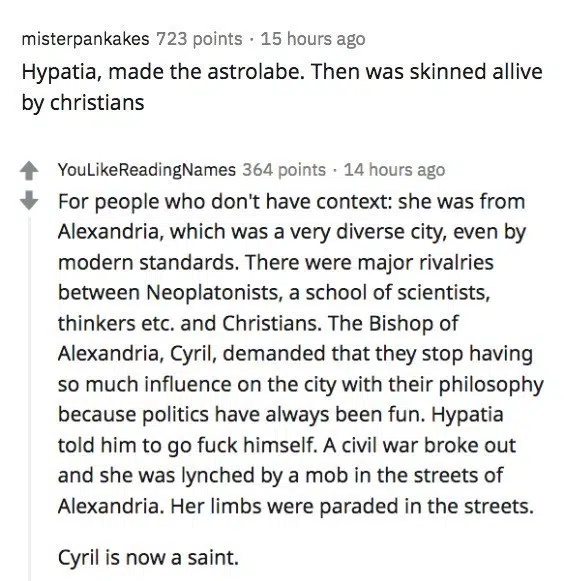 misterpankakes 723 points · 15 hours ago
Hypatia, made the astrolabe. Then was skinned allive
by christians
YouLikeReadingNames 364 points · 14 hours ago
For people who don't have context: she was from
Alexandria, which was a very diverse city, even by
modern standards. There were major rivalries
between Neoplatonists, a school of scientists,
thinkers etc. and Christians. The Bishop of
Alexandria, Cyril, demanded that they stop having
so much influence on the city with their philosophy
because politics have always been fun. Hypatia
told him to go fuck himself. A civil war broke out
and she was lynched by a mob in the streets of
Alexandria. Her limbs were paraded in the streets.
Cyril is now a saint.